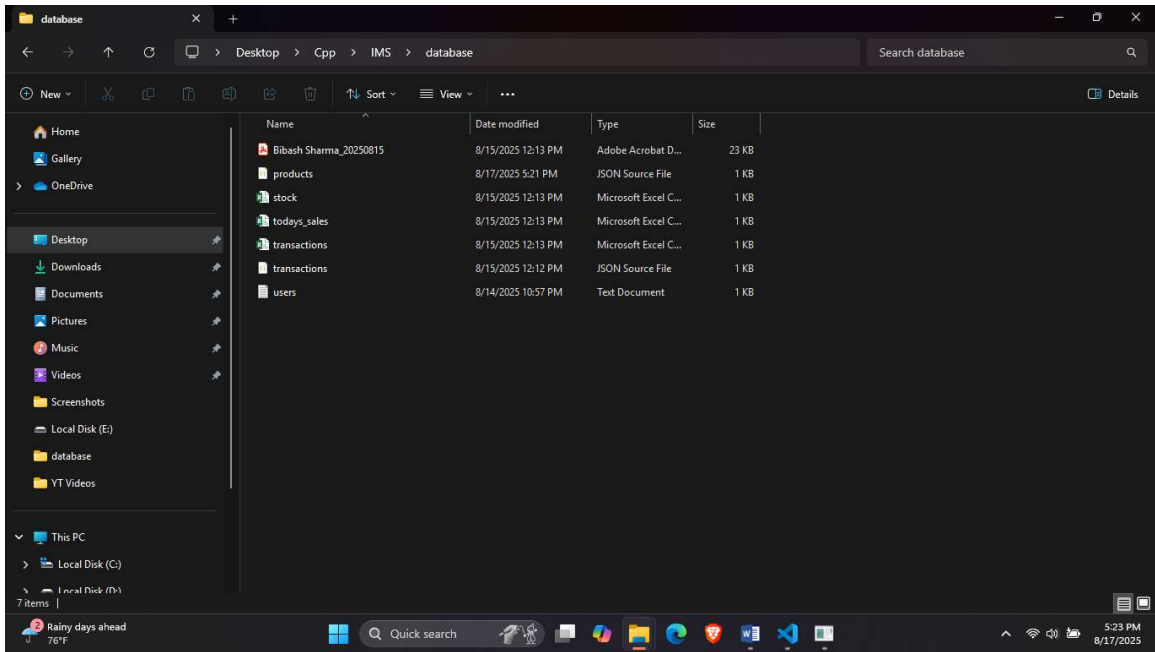 database
Desktop > Cpp > IMS > database
Search database
New
Sort
View
Details
Home
Gallery
OneDrive
Desktop
Downloads
Documents
Pictures
Music
Videos
Screenshots
Local Disk (E:)
database
YT Videos
This PC
Local Disk (C:)
Local Disk (D:)
Name Date modified Type Size
Bibash Sharma_20250815 8/15/2025 12:13 PM Adobe Acrobat D... 23 KB
products 8/17/2025 5:21 PM JSON Source File 1 KB
stock 8/15/2025 12:13 PM Microsoft Excel C... 1 KB
todays_sales 8/15/2025 12:13 PM Microsoft Excel C... 1 KB
transactions 8/15/2025 12:13 PM Microsoft Excel C... 1 KB
transactions 8/15/2025 12:12 PM JSON Source File 1 KB
users 8/14/2025 10:57 PM Text Document 1 KB
7 items
2
Rainy days ahead
76°F
Quick search
5:23 PM
8/17/2025